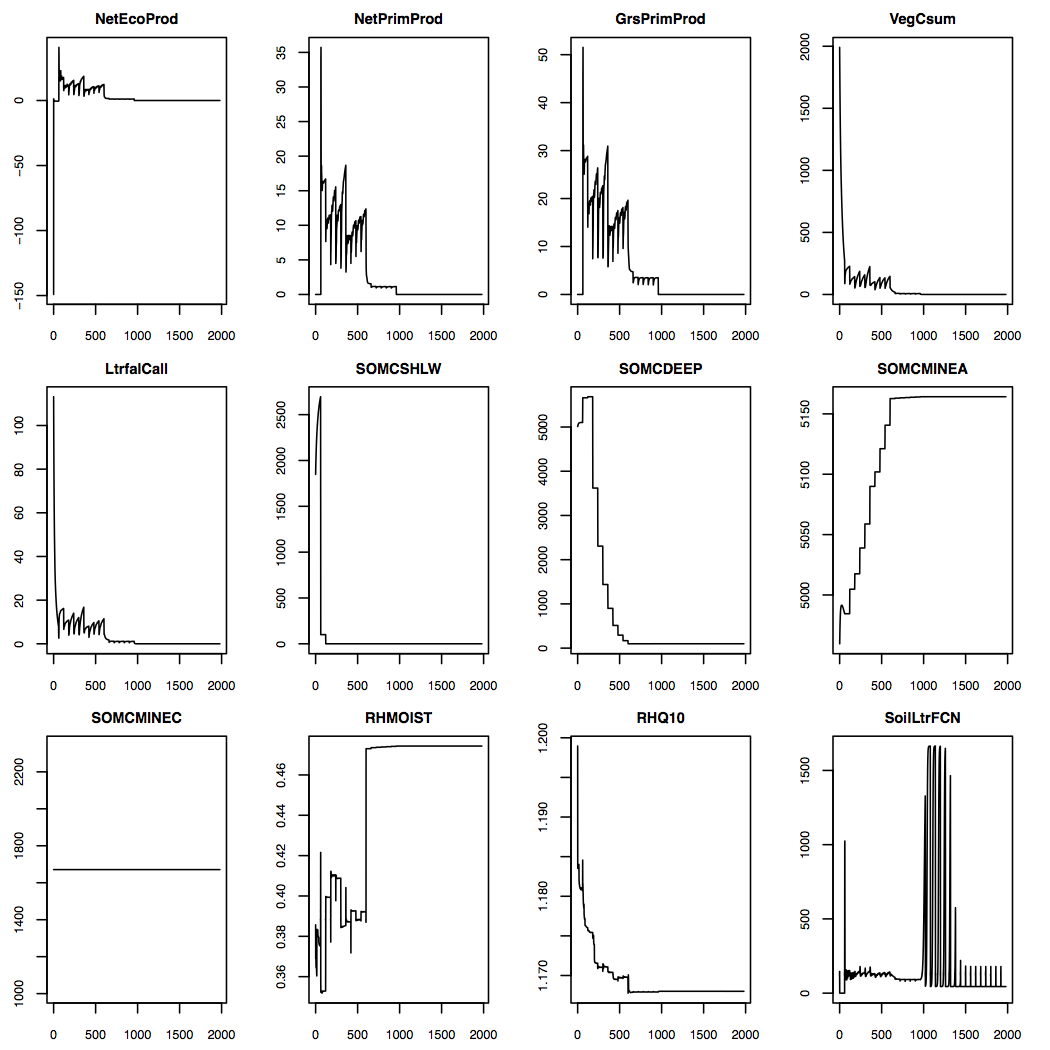 NetEcoProd NetPrimProd GrsPrimProd VegCsum
0 −50 −100 −150
0 500 1000 1500 2000
35 30 25 20 15 10 5 0
0 500 1000 1500 2000
50 40 30 20 10 0
0 500 1000 1500 2000
2000 1500 1000 500 0
0 500 1000 1500 2000
LtrfalCall SOMCSHLW SOMCDEEP SOMCMINEA
100 80 60 40 20 0
0 500 1000 1500 2000
2500 2000 1500 1000 500 0
0 500 1000 1500 2000
5000 4000 3000 2000 1000 0
0 500 1000 1500 2000
5150 5100 5050 5000
0 500 1000 1500 2000
SOMCMINEC RHMOIST RHQ10 SoilLtrFCN
2200 1800 1400 1000
0 500 1000 1500 2000
0.46 0.44 0.42 0.40 0.38 0.36
0 500 1000 1500 2000
1.200 1.190 1.180 1.170
0 500 1000 1500 2000
1500 1000 500 0
0 500 1000 1500 2000